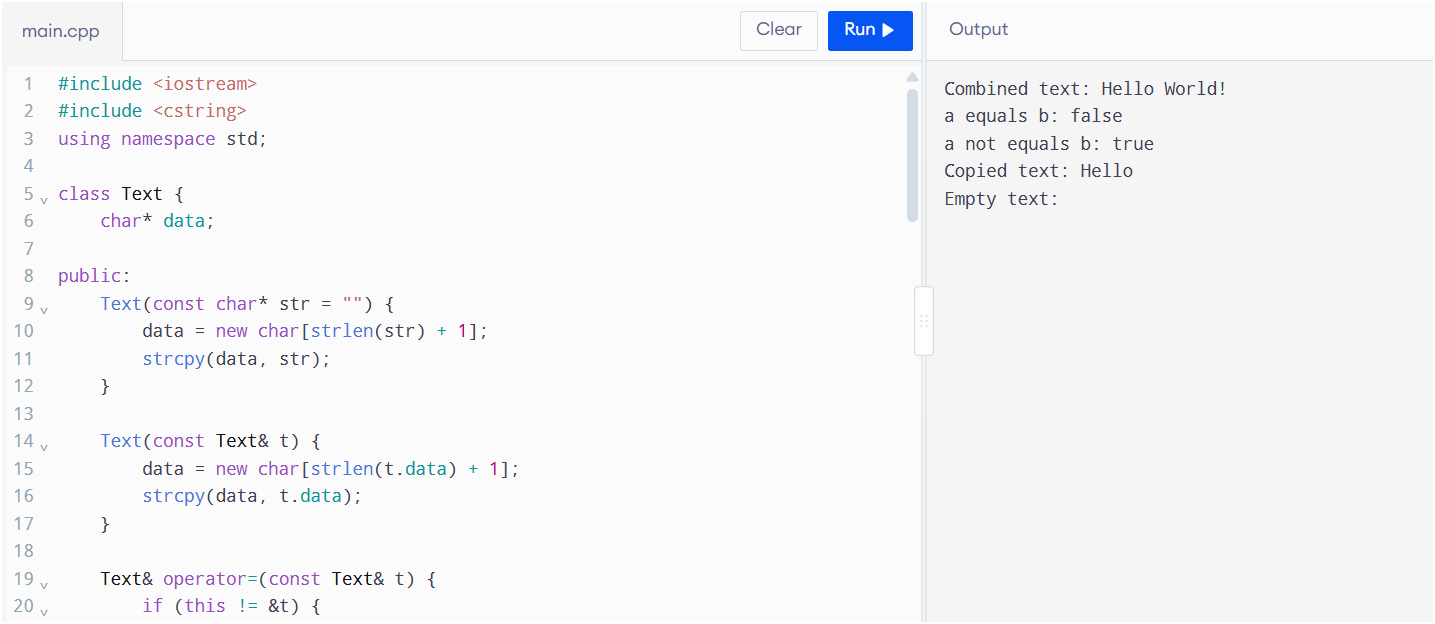 main.cpp
Clear
Run
Output
1 #include <iostream>
2 #include <cstring>
3 using namespace std;
4
5 class Text {
6     char* data;
7
8 public:
9     Text(const char* str = "") {
10         data = new char[strlen(str) + 1];
11         strcpy(data, str);
12     }
13
14     Text(const Text& t) {
15         data = new char[strlen(t.data) + 1];
16         strcpy(data, t.data);
17     }
18
19     Text& operator=(const Text& t) {
20         if (this != &t) {
Combined text: Hello World!
a equals b: false
a not equals b: true
Copied text: Hello
Empty text: